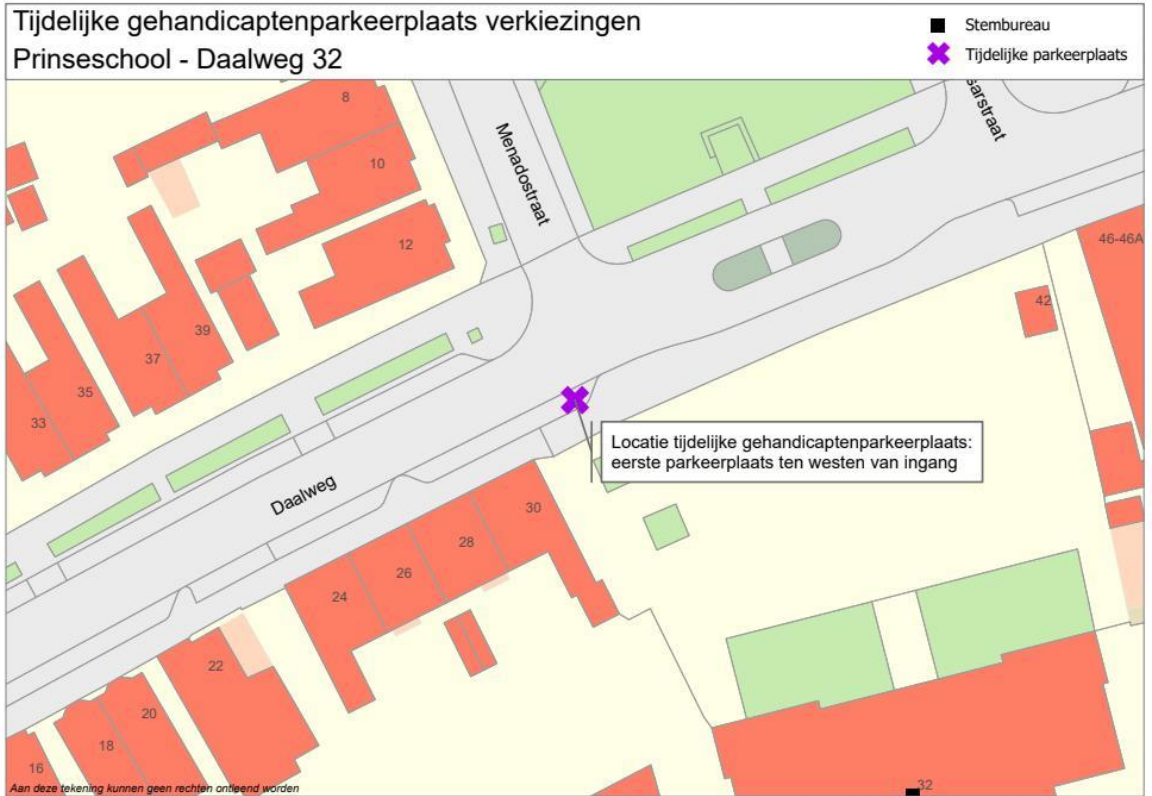 Tijdelijke gehandicaptenparkeerplaats verkiezingen
Prinseschool - Daalweg 32
Stembureau
Tijdelijke parkeerplaats
8
10
12
Menadostraat
sarstraat
46-46A
42
39
37
35
33
Locatie tijdelijke gehandicaptenparkeerplaats:
eerste parkeerplaats ten westen van ingang
Daalweg
30
28
26
24
22
20
18
16
32
Aan deze tekening kunnen geen rechten ontleend worden